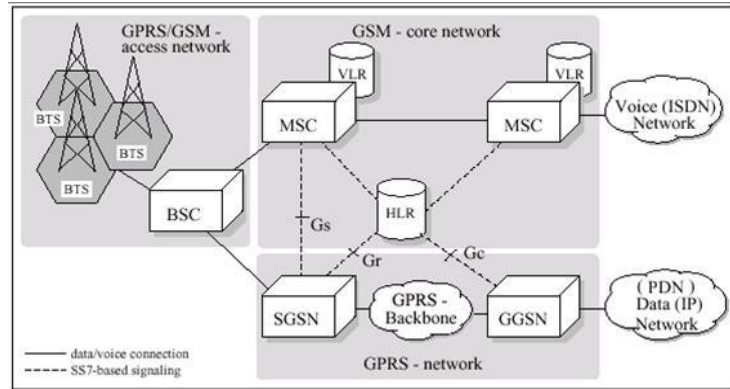 GPRS/GSM -
access network
BTS
BTS
BTS
BSC
GSM - core network
VLR
MSC
VLR
MSC
Voice (ISDN)
Network
HLR
Gs
Gr
Gc
SGSN
GPRS -
Backbone
GGSN
( PDN )
Data (IP)
Network
GPRS - network
data/voice connection
SS7-based signaling